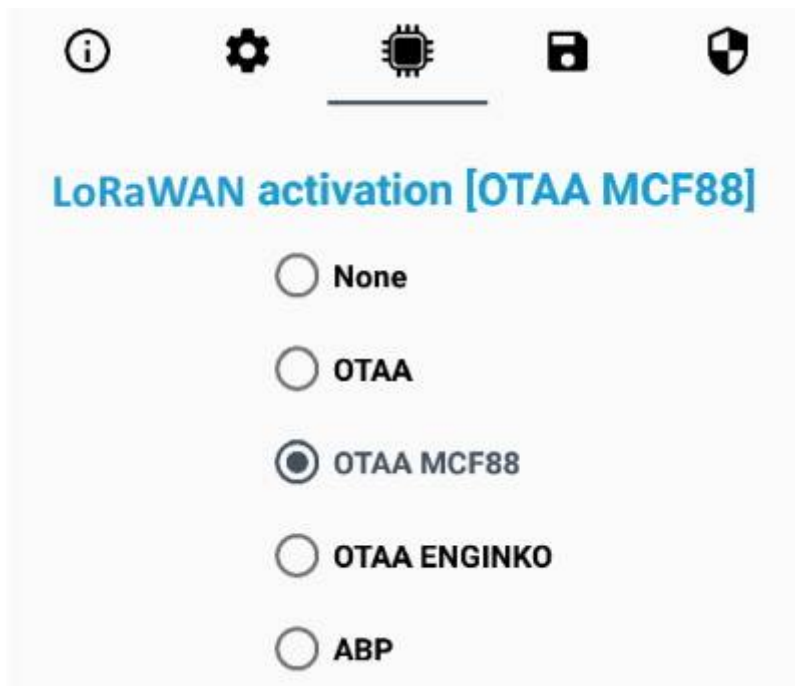 LoRaWAN activation [OTAA MCF88]
None
OTAA
OTAA MCF88
OTAA ENGINKO
ABP